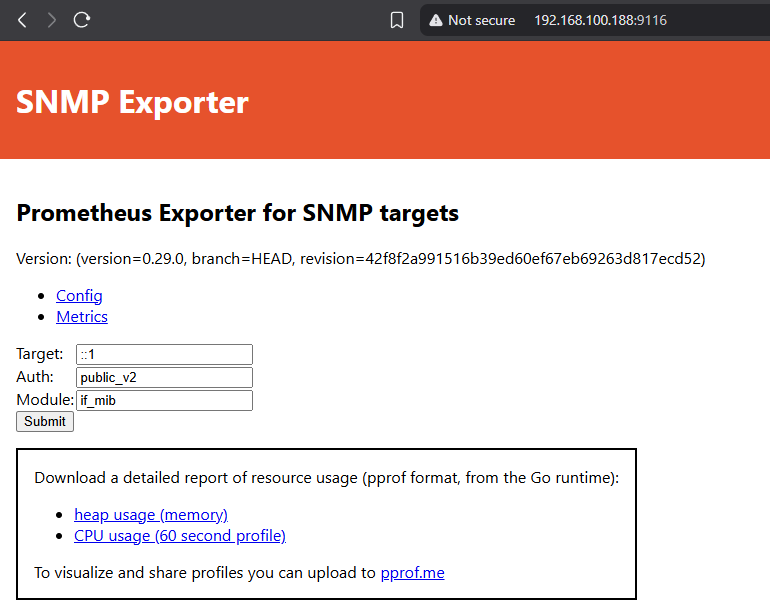 Not secure 192.168.100.188:9116
SNMP Exporter
Prometheus Exporter for SNMP targets
Version: (version=0.29.0, branch=HEAD, revision=42f8f2a991516b39ed60ef67eb69263d817ecd52)
Config
Metrics
Target: ::1
Auth: public_v2
Module: if_mib
Submit
Download a detailed report of resource usage (pprof format, from the Go runtime):
heap usage (memory)
CPU usage (60 second profile)
To visualize and share profiles you can upload to pprof.me